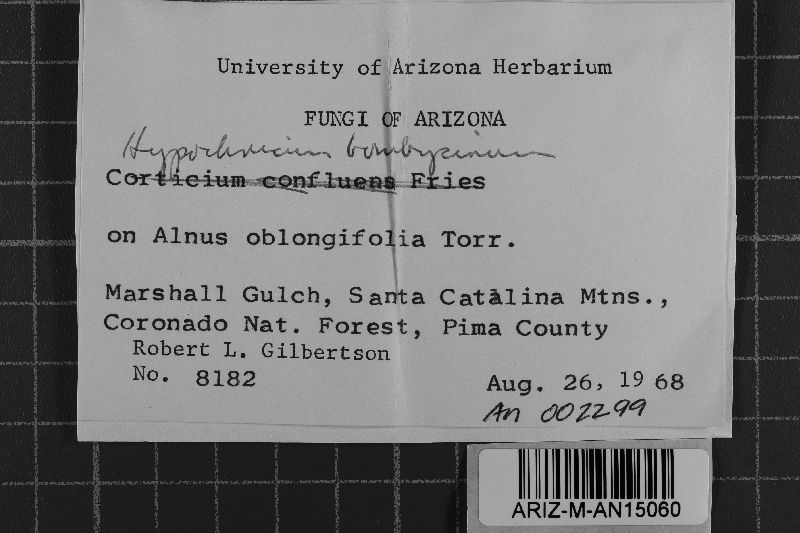 University of Arizona Herbarium
FUNGI OF ARIZONA
Hypochnicium bombycinum
Corticium confluens Fries
on Alnus oblongifolia Torr.
Marshall Gulch, Santa Catalina Mtns.,
Coronado Nat. Forest, Pima County
Robert L. Gilbertson
No. 8182
Aug. 26, 1968
An 002299
ARIZ-M-AN15060